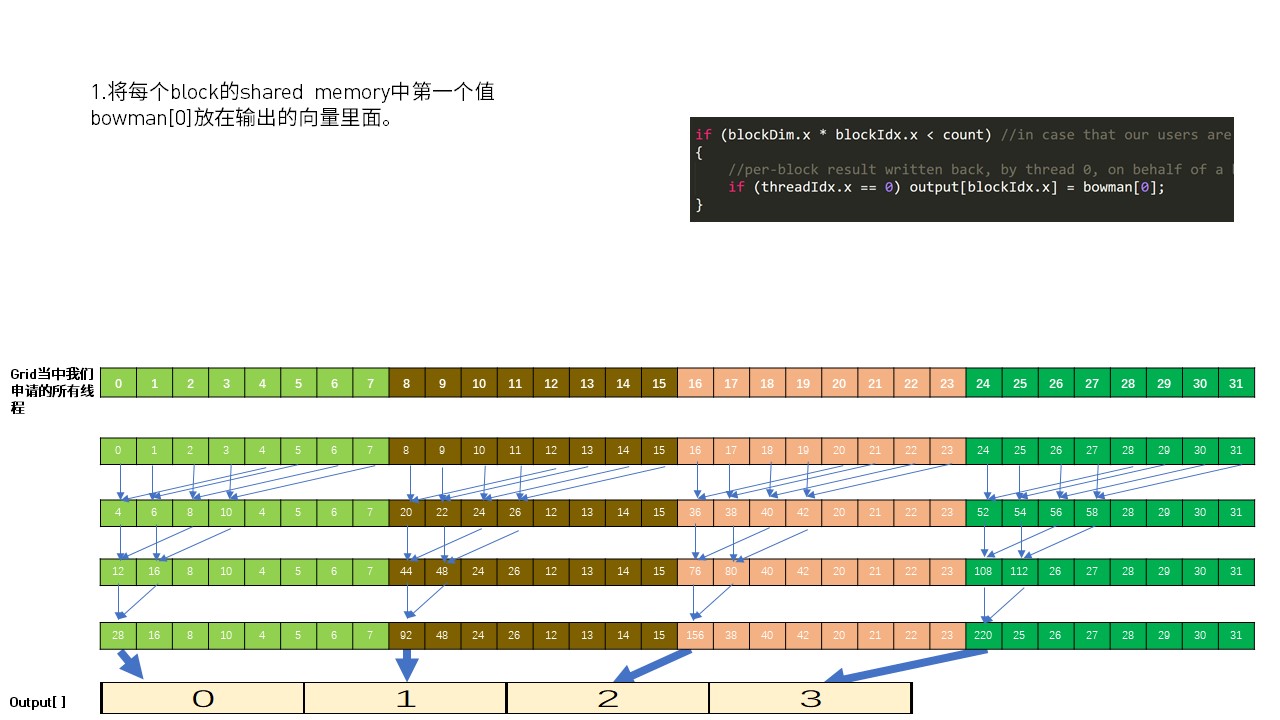 1.将每个block的shared memory中第一个值
bowman[0]放在输出的向量里面。
if (blockDim.x * blockIdx.x < count) //in case that our users are
{
//per-block result written back, by thread 0, on behalf of a
if (threadIdx.x == 0) output[blockIdx.x] = bowman[0];
}
Grid当中我们
申请的所有线
程
0 1 2 3 4 5 6 7 8 9 10 11 12 13 14 15 16 17 18 19 20 21 22 23 24 25 26 27 28 29 30 31
0 1 2 3 4 5 6 7 8 9 10 11 12 13 14 15 16 17 18 19 20 21 22 23 24 25 26 27 28 29 30 31
4 6 8 10 4 5 6 7 20 22 24 26 12 13 14 15 36 38 40 42 20 21 22 23 52 54 56 58 28 29 30 31
12 16 8 10 4 5 6 7 44 48 24 26 12 13 14 15 76 80 40 42 20 21 22 23 108 112 26 27 28 29 30 31
28 16 8 10 4 5 6 7 92 48 24 26 12 13 14 15 156 38 40 42 20 21 22 23 220 25 26 27 28 29 30 31
Output[ ] 0 1 2 3